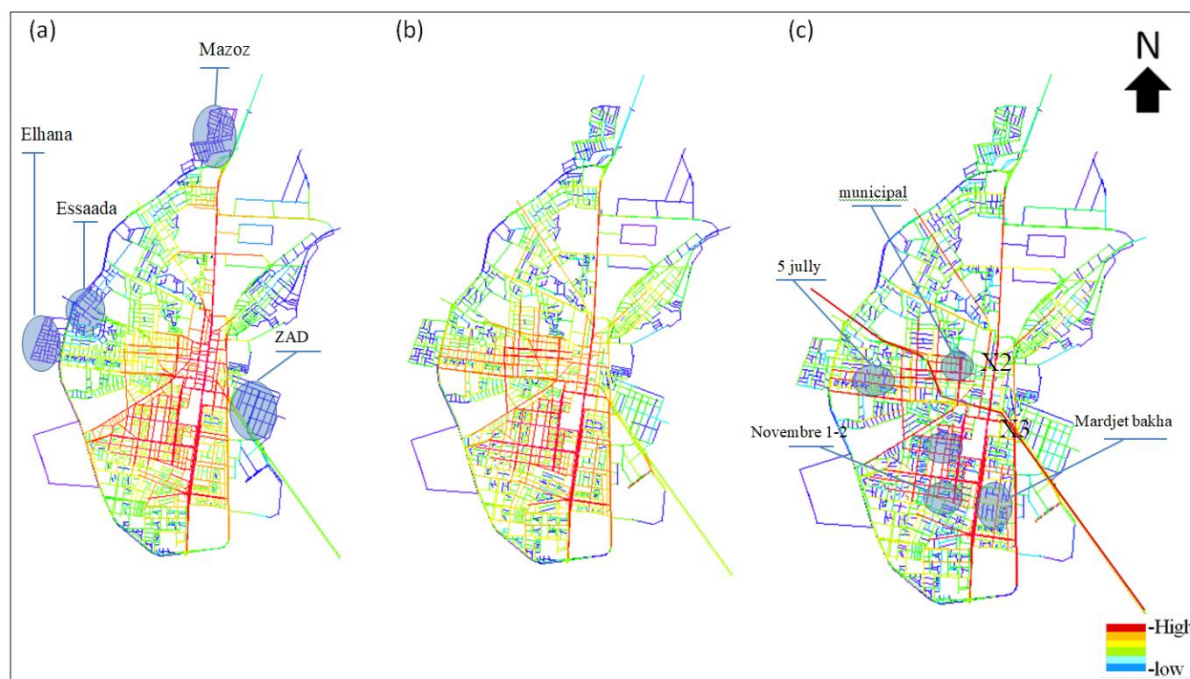 (a)
(b)
(c)
Mazoz
N
Elhana
Essaada
municipal
5 jully
ZAD
X2
Novembre 1-2
X3
Mardjet bakha
-High
-low